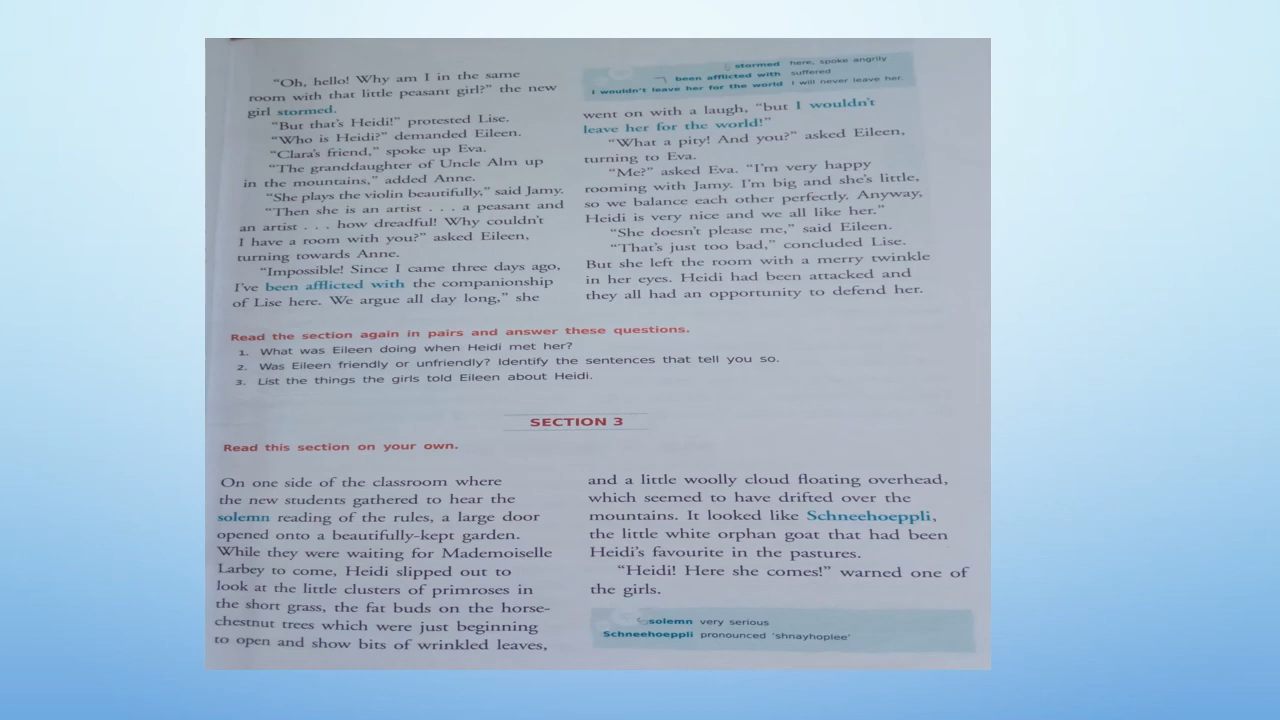 "Oh, hello! Why am I in the same
room with that little peasant girl?" the new
girl stormed.
"But that's Heidi!" protested Lise.
"Who is Heidi?" demanded Eileen.
"Clara's friend," spoke up Eva.
"The granddaughter of Uncle Alm up
in the mountains," added Anne.
"She plays the violin beautifully," said Jamy.
"Then she is an artist . . . a peasant and
an artist . . . how dreadful! Why couldn't
I have a room with you?" asked Eileen,
turning towards Anne.
"Impossible! Since I came three days ago,
I've been afflicted with the companionship
of Lise here. We argue all day long," she
stormed here, spoke angrily
been afflicted with suffered
I wouldn't leave her for the world I will never leave her.
went on with a laugh, "but I wouldn't
leave her for the world!"
"What a pity! And you?" asked Eileen,
turning to Eva.
"Me?" asked Eva. "I'm very happy
rooming with Jamy. I'm big and she's little,
so we balance each other perfectly. Anyway,
Heidi is very nice and we all like her."
"She doesn't please me," said Eileen.
"That's just too bad," concluded Lise.
But she left the room with a merry twinkle
in her eyes. Heidi had been attacked and
they all had an opportunity to defend her.
Read the section again in pairs and answer these questions.
1. What was Eileen doing when Heidi met her?
2. Was Eileen friendly or unfriendly? Identify the sentences that tell you so.
3. List the things the girls told Eileen about Heidi.
SECTION 3
Read this section on your own.
On one side of the classroom where
the new students gathered to hear the
solemn reading of the rules, a large door
opened onto a beautifully-kept garden.
While they were waiting for Mademoiselle
Larbey to come, Heidi slipped out to
look at the little clusters of primroses in
the short grass, the fat buds on the horse-
chestnut trees which were just beginning
to open and show bits of wrinkled leaves,
and a little woolly cloud floating overhead,
which seemed to have drifted over the
mountains. It looked like Schneehoeppli,
the little white orphan goat that had been
Heidi's favourite in the pastures.
"Heidi! Here she comes!" warned one of
the girls.
solemn very serious
Schneehoeppli pronounced 'shnayhoplee'